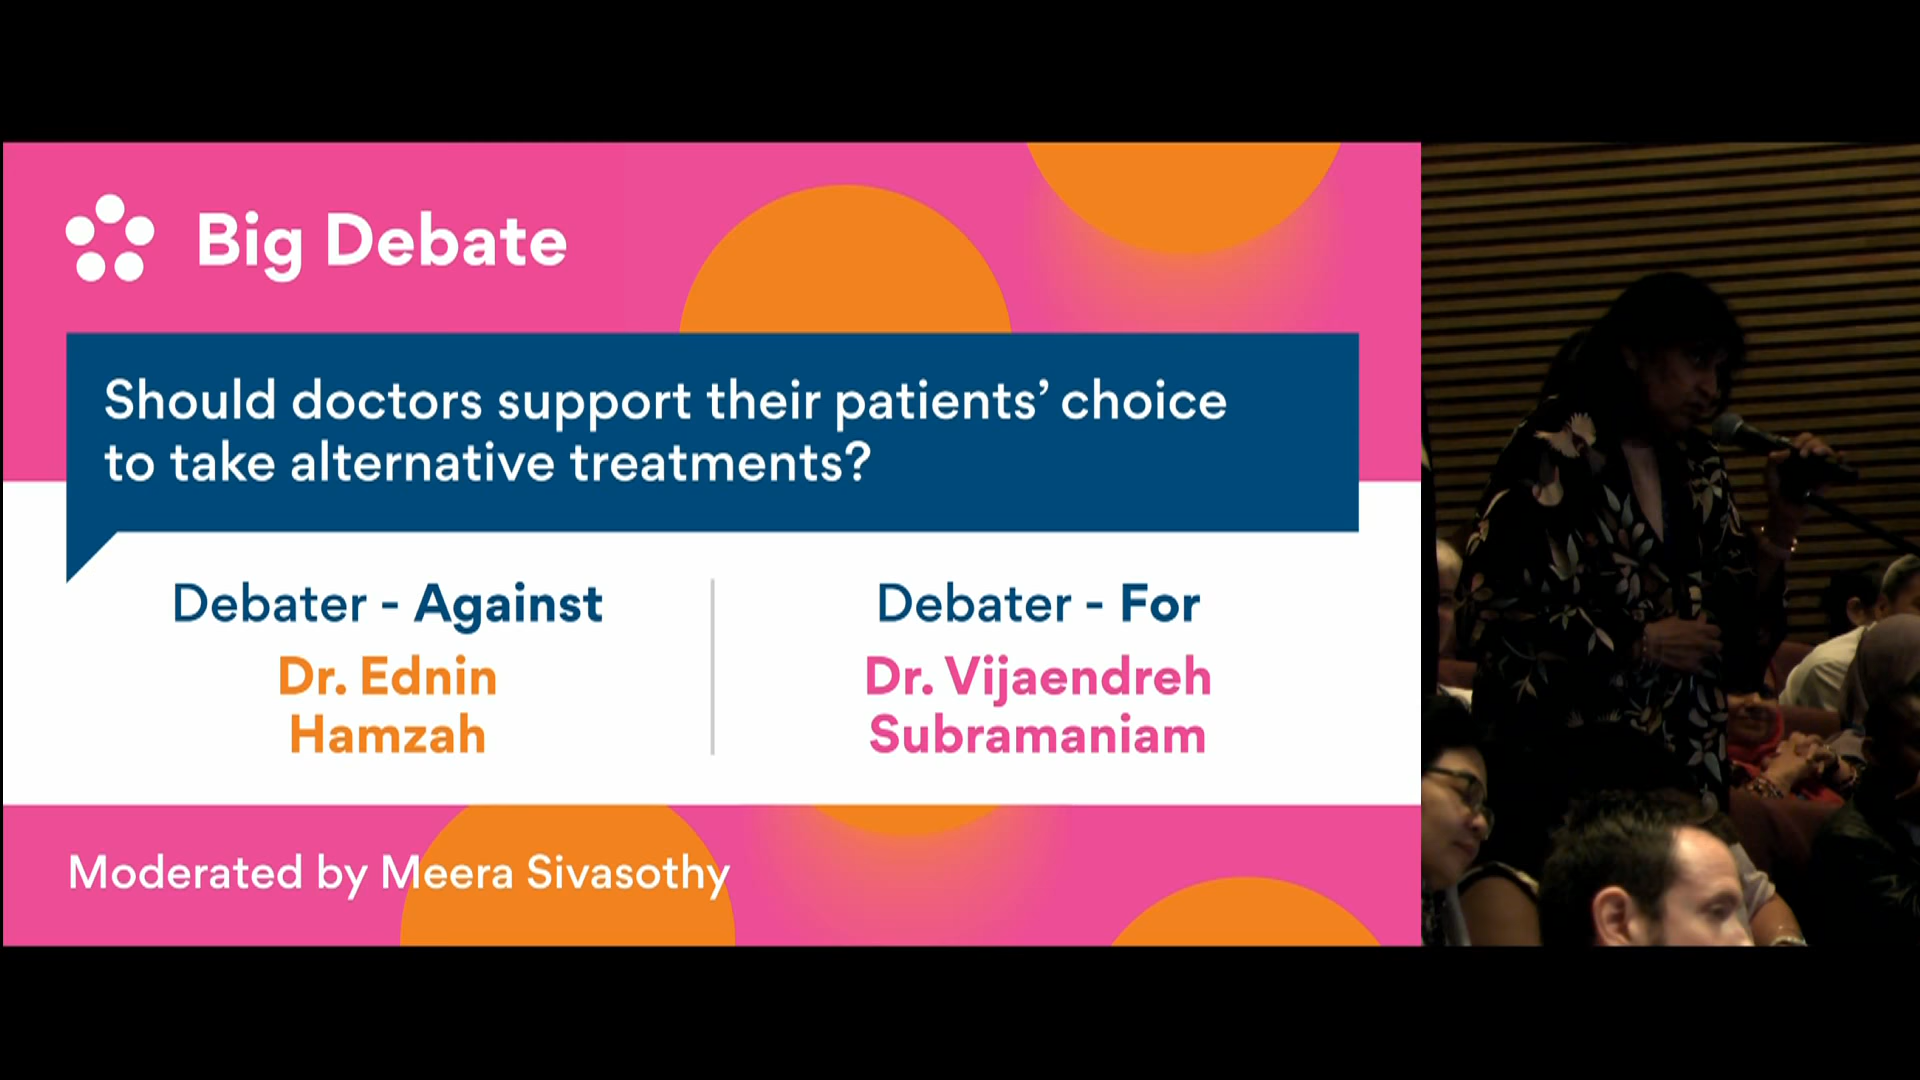 Big Debate
Should doctors support their patients’ choice
to take alternative treatments?
Debater - Against
Dr. Ednin
Hamzah
Debater - For
Dr. Vijaendreh
Subramaniam
Moderated by Meera Sivasothy